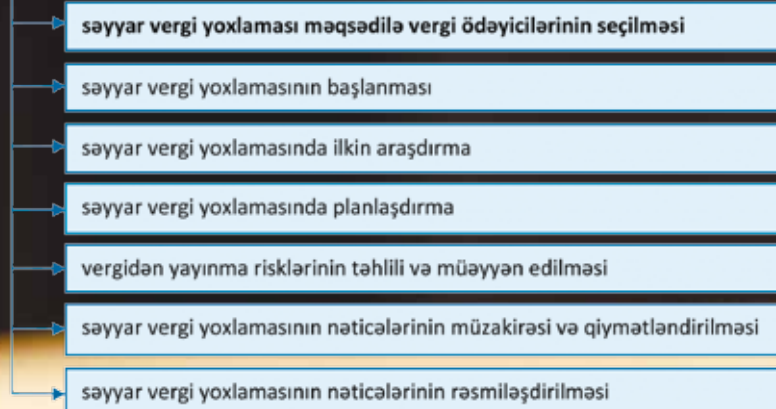 səyyar vergi yoxlaması məqsədilə vergi ödəyicilərinin seçilməsi
səyyar vergi yoxlamasının başlanması
səyyar vergi yoxlamasında ilkin araşdırma
səyyar vergi yoxlamasında planlaşdırma
vergidən yayınma risklərinin təhlili və müəyyən edilməsi
səyyar vergi yoxlamasının nəticələrinin müzakirəsi və qiymətləndirilməsi
səyyar vergi yoxlamasının nəticələrinin rəsmiləşdirilməsi